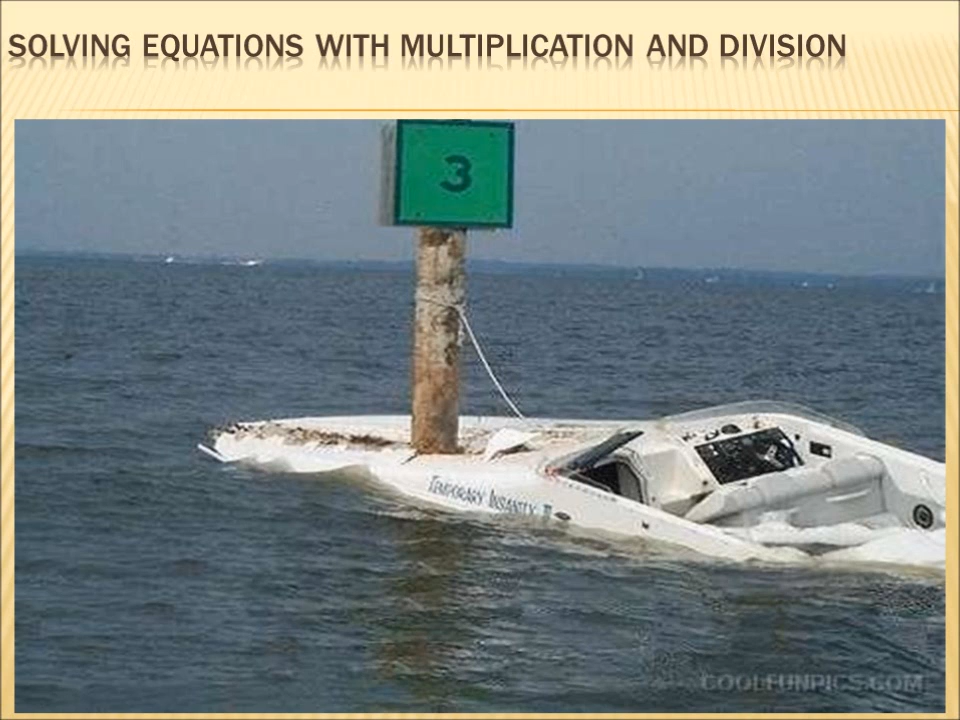 SOLVING EQUATIONS WITH MULTIPLICATION AND DIVISION
3
TEMPORARY INSANITY II
COOLFUNPICS.COM